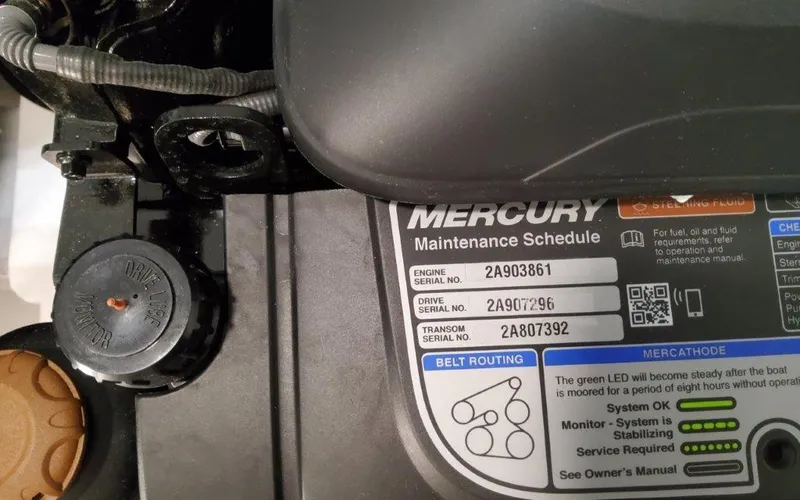 DRIVE LUBE
MONITOR
STEERING FLUID
MERCURY
Maintenance Schedule
For fuel, oil and fluid
requirements, refer
to operation and
maintenance manual.
ENGINE
SERIAL NO.
2A903861
DRIVE
SERIAL NO.
2A907296
TRANSOM
SERIAL NO.
2A807392
BELT ROUTING
MERCATHODE
The green LED will become steady after the boat
is moored for a period of eight hours without
System OK
Monitor - System is
Stabilizing
Service Required
See Owner's Manual